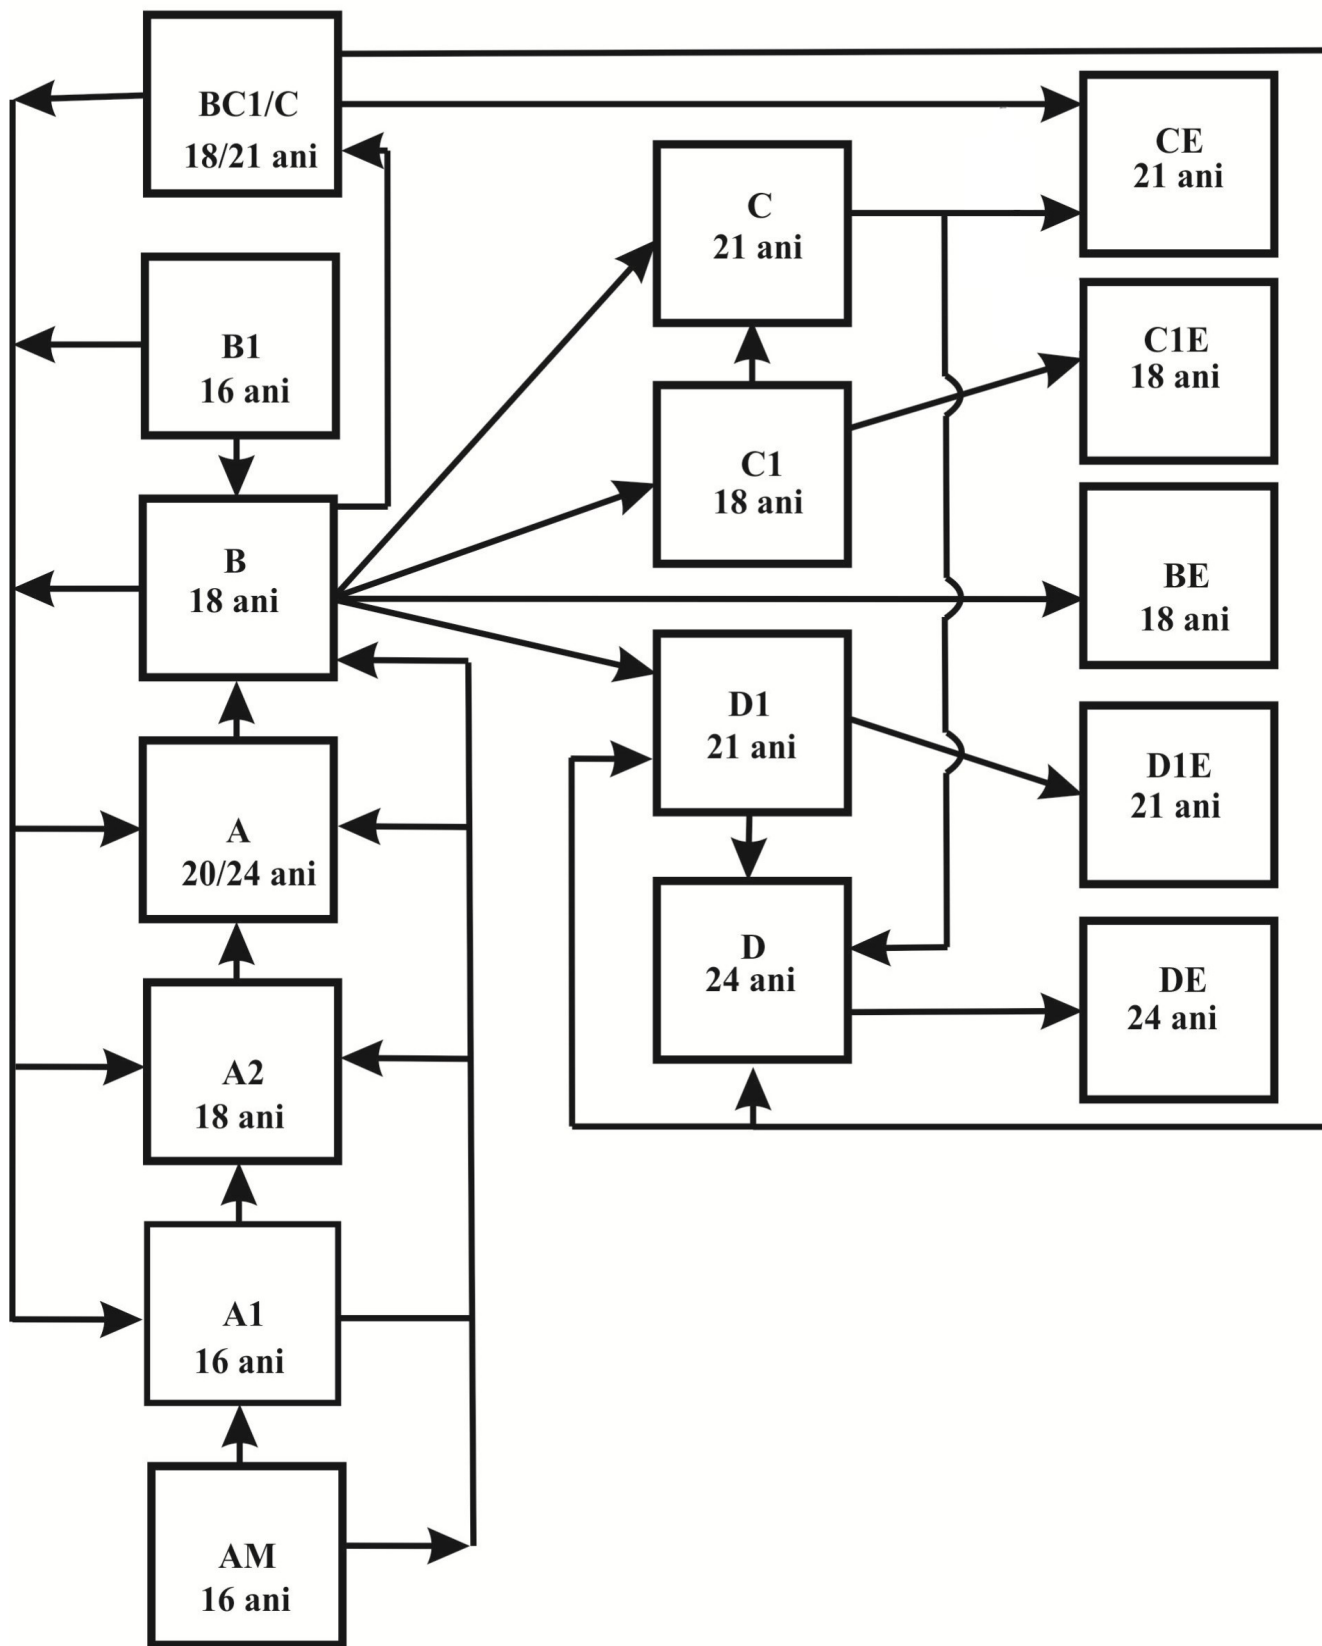 BC1/C
18/21 ani
B1
16 ani
B
18 ani
A
20/24 ani
A2
18 ani
A1
16 ani
AM
16 ani
C
21 ani
C1
18 ani
D1
21 ani
D
24 ani
CE
21 ani
C1E
18 ani
BE
18 ani
D1E
21 ani
DE
24 ani